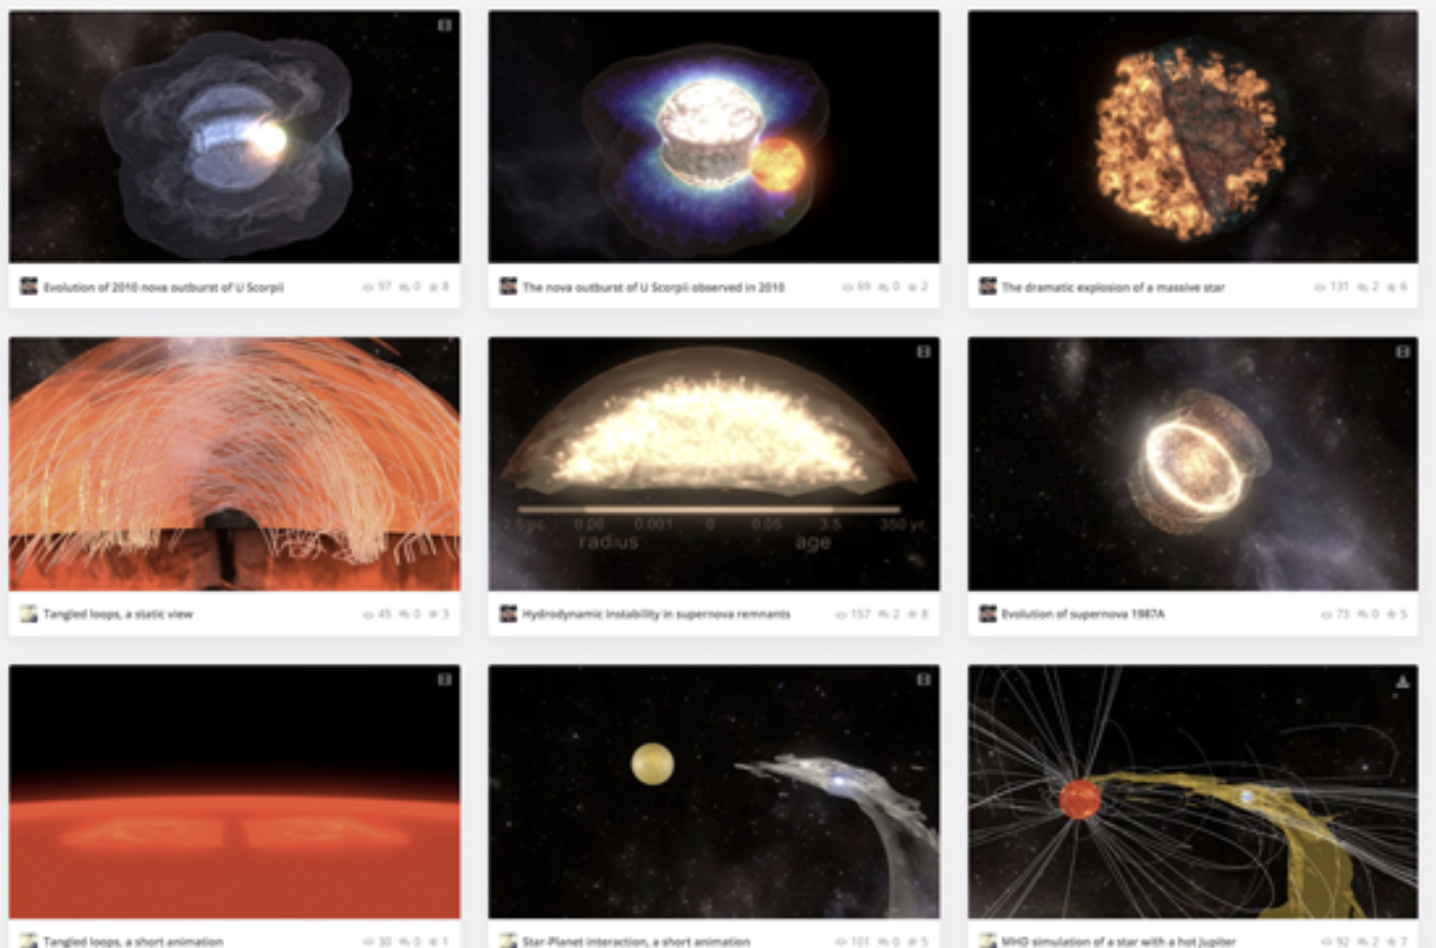 Evolution of 2010 nova outburst of U Scorpii 97 0 8
The nova outburst of U Scorpii observed in 2010 69 0 2
The dramatic explosion of a massive star 131 2 6
2.5 pc. 0.06 0.001 0 0.05 3.5 350 yr.
radius age
Tangled loops, a static view 45 0 3
Hydrodynamic instability in supernova remnants 157 2 8
Evolution of supernova 1987A 73 0 5
Tangled loops, a short animation 30 0 1
Star-Planet interaction, a short animation 101 0 5
MHD simulation of a star with a hot Jupiter 92 2 7